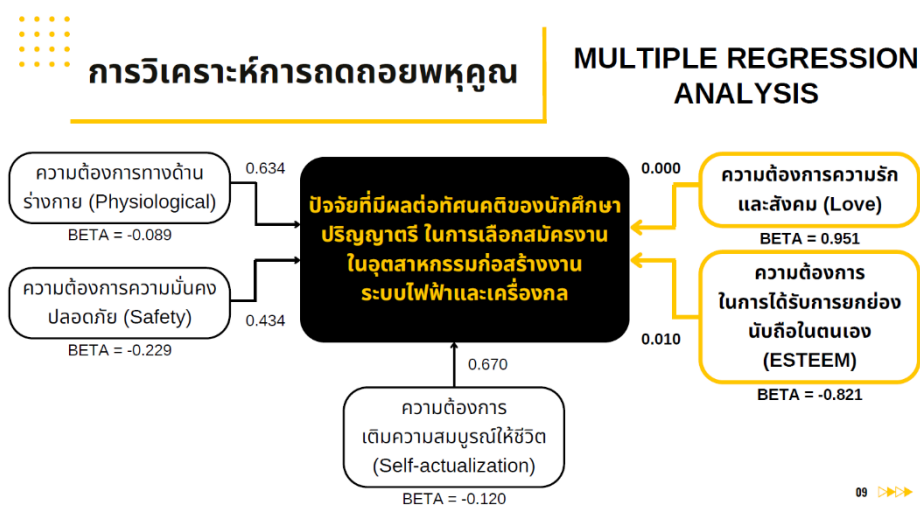 การวิเคราะห์การถดถอยพหุคูณ
MULTIPLE REGRESSION
ANALYSIS
ความต้องการทางด้าน
ร่างกาย (Physiological)
BETA = -0.089
0.634
ความต้องการความมั่นคง
ปลอดภัย (Safety)
BETA = -0.229
0.434
ปัจจัยที่มีผลต่อทัศนคติของนักศึกษา
ปริญญาตรี ในการเลือกสมัครงาน
ในอุตสาหกรรมก่อสร้างงาน
ระบบไฟฟ้าและเครื่องกล
0.000
ความต้องการความรัก
และสังคม (Love)
BETA = 0.951
0.010
ความต้องการ
ในการได้รับการยกย่อง
นับถือในตนเอง
(ESTEEM)
BETA = -0.821
0.670
ความต้องการ
เติมความสมบูรณ์ให้ชีวิต
(Self-actualization)
BETA = -0.120
09